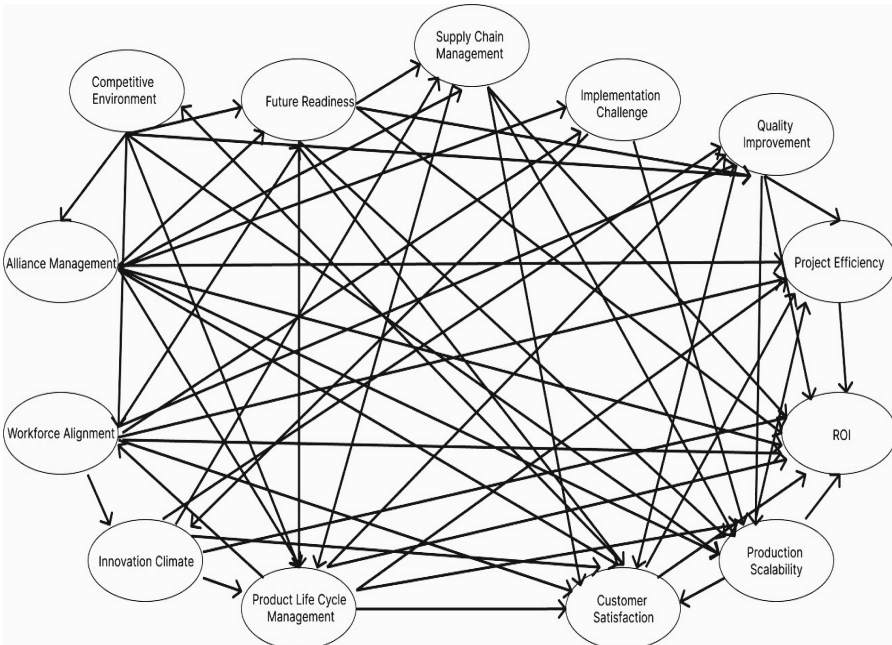 Supply Chain
Management
Competitive
Environment
Future Readiness
Implementation
Challenge
Quality
Improvement
Alliance Management
Project Efficiency
Workforce Alignment
ROI
Innovation Climate
Product Life Cycle
Management
Customer
Satisfaction
Production
Scalability